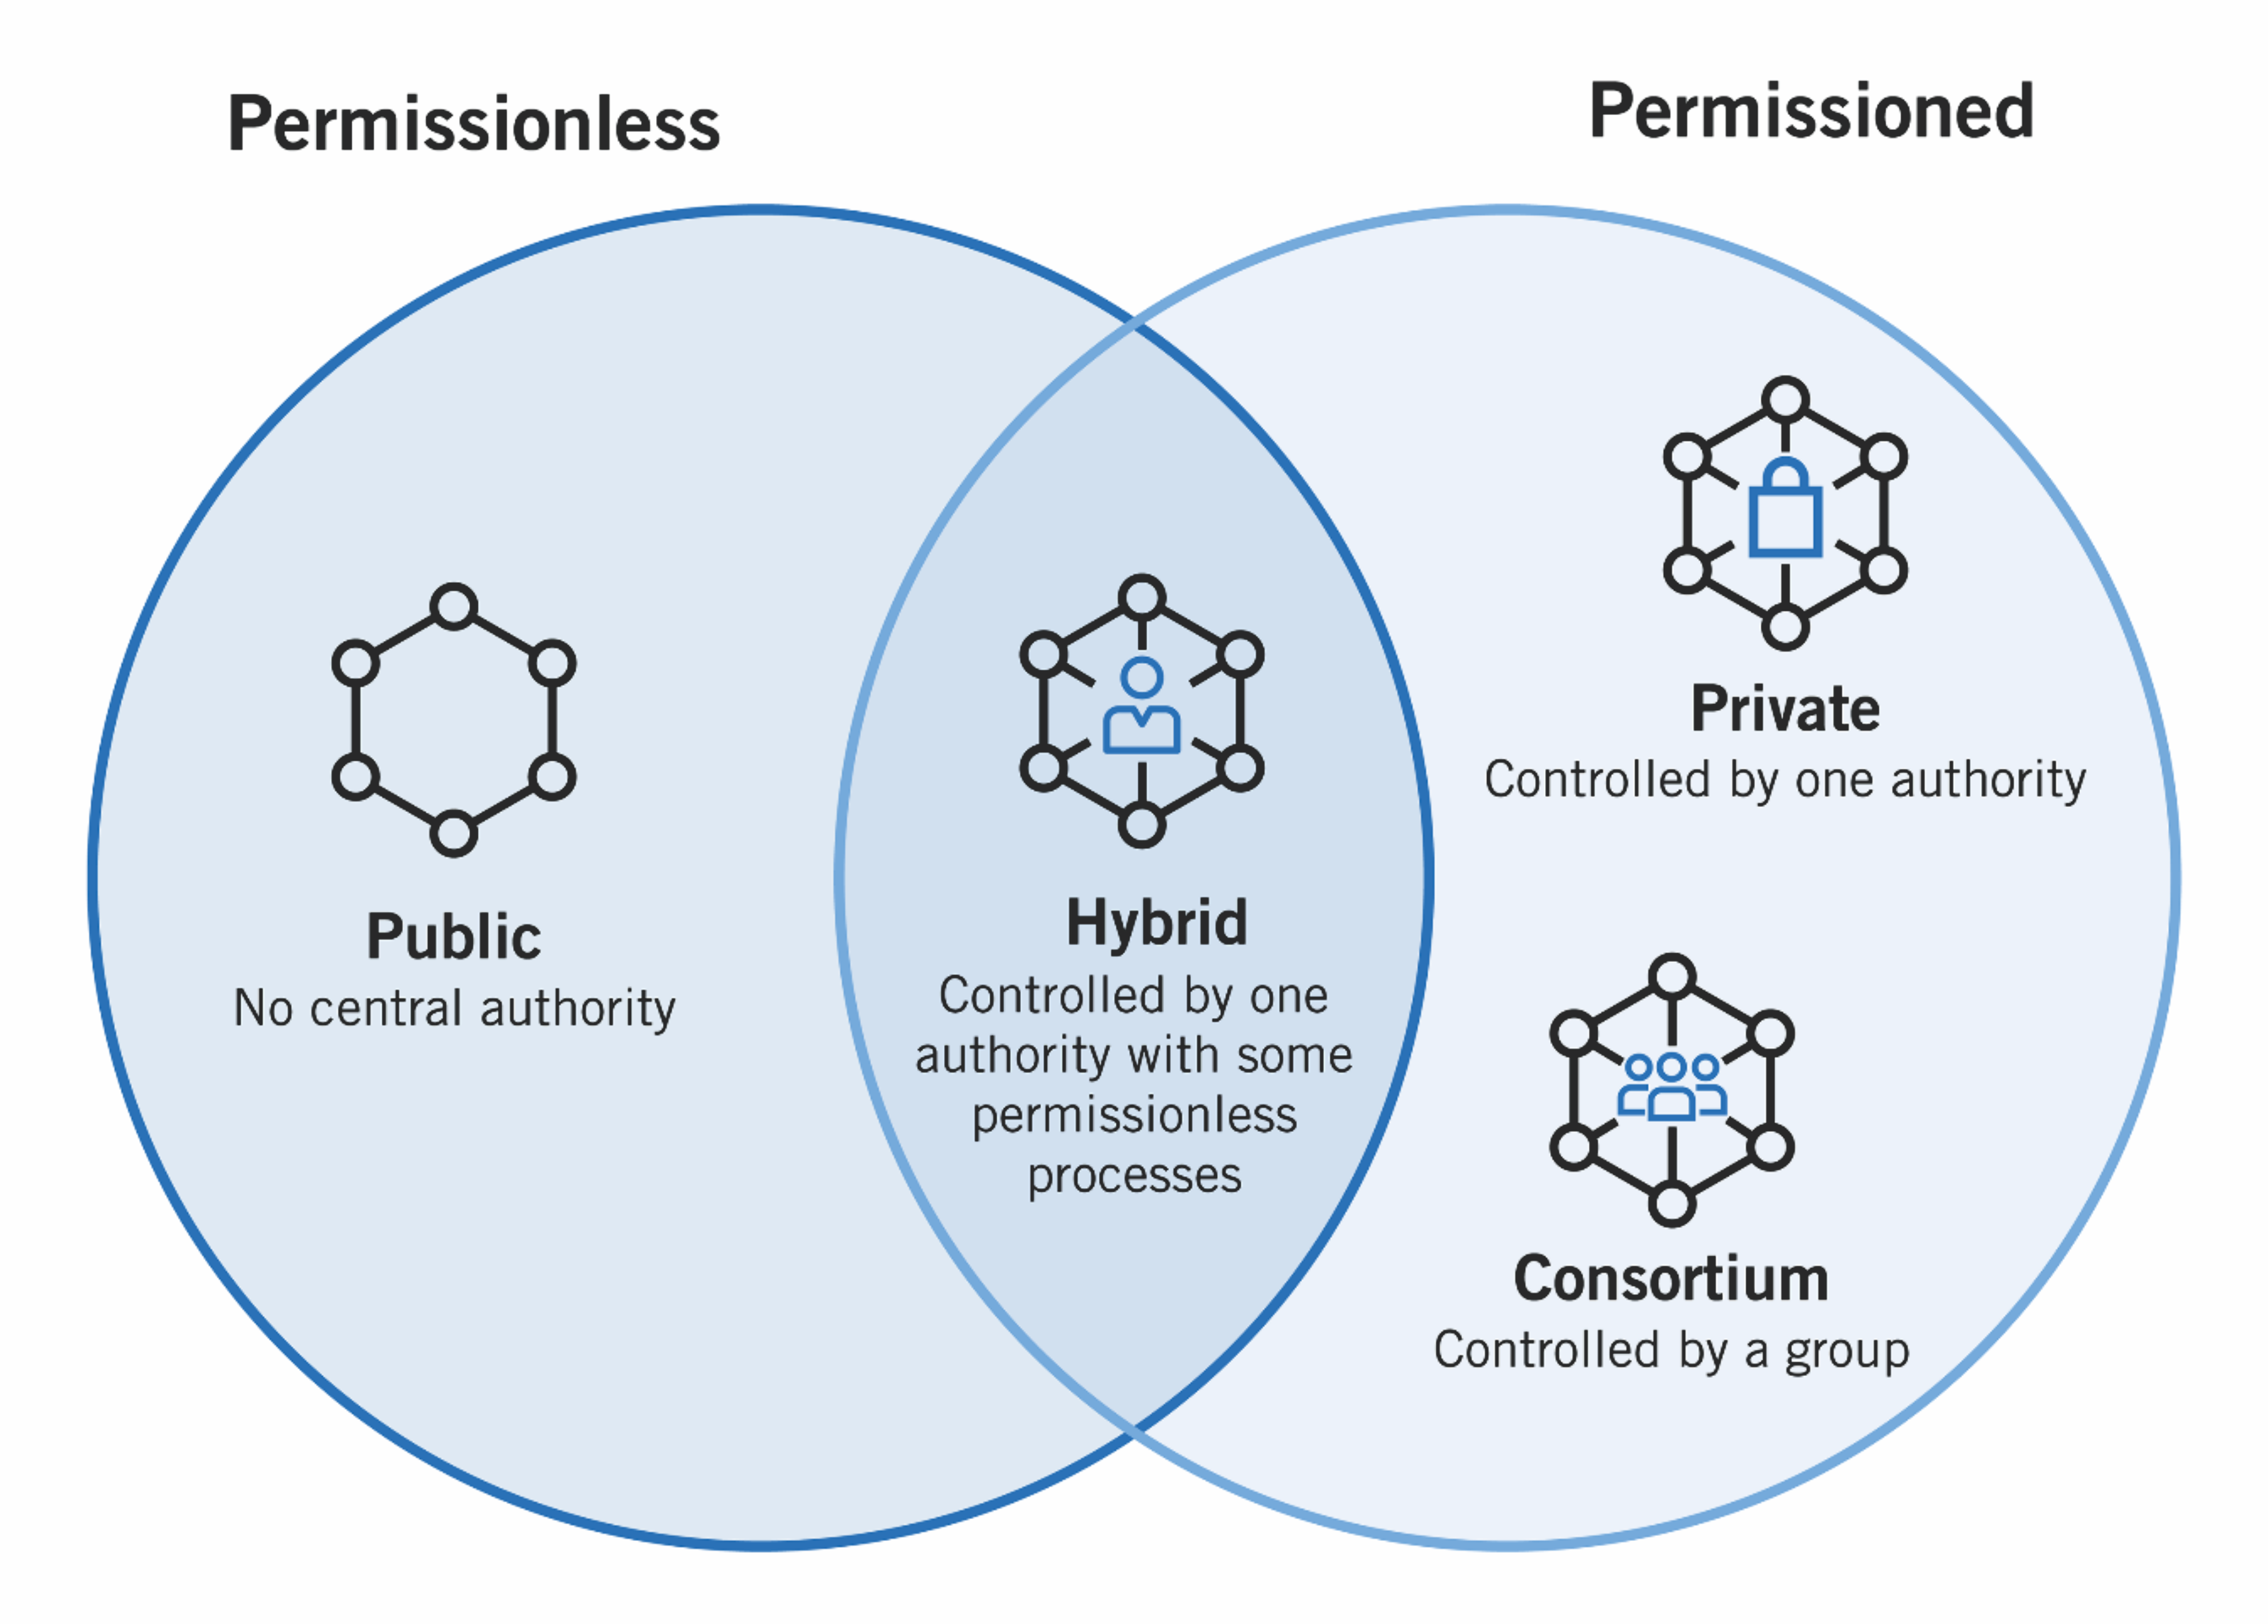 Permissionless
Permissioned
Public
No central authority
Hybrid
Controlled by one
authority with some
permissionless
processes
Private
Controlled by one authority
Consortium
Controlled by a group